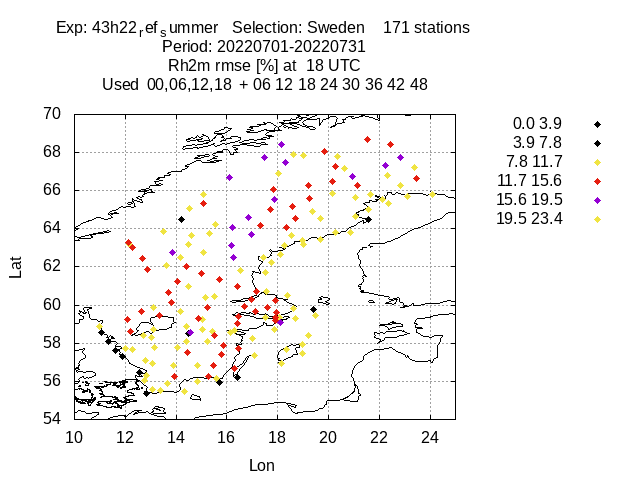 Exp: 43h22ref_summer Selection: Sweden 171 stations
Period: 20220701-20220731
Rh2m rmse [%] at 18 UTC
Used 00,06,12,18 + 06 12 18 24 30 36 42 48
0.0 3.9
3.9 7.8
7.8 11.7
11.7 15.6
15.6 19.5
19.5 23.4
70
68
66
64
62
60
58
56
54
Lat
10 12 14 16 18 20 22 24
Lon